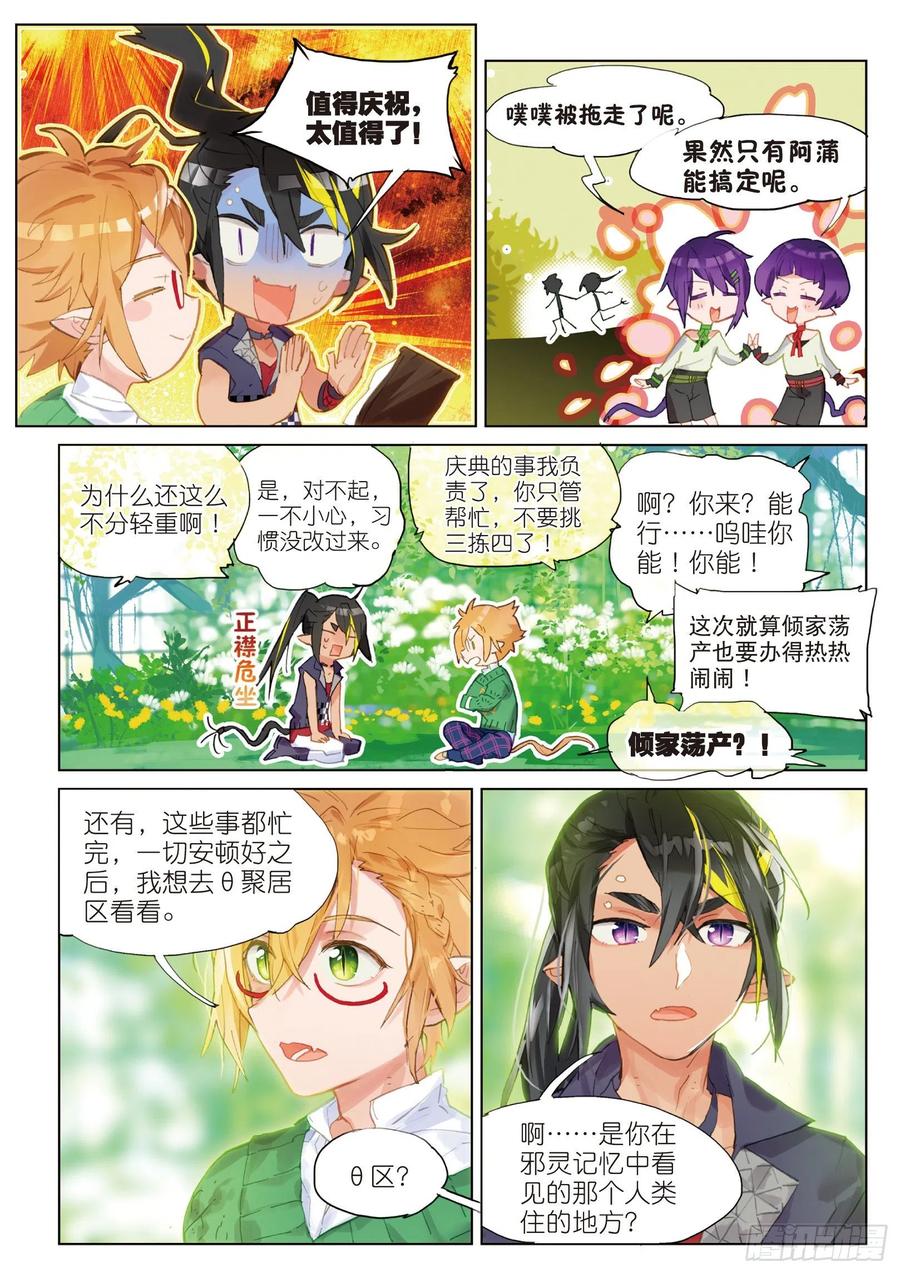 值得庆祝，
太值得了！
噗噗被拖走了呢。
果然只有阿蒲
能搞定呢。
为什么还这么
不分轻重啊！
是，对不起，
一不小心，习
惯没改过来。
庆典的事我负
责了，你只管
帮忙，不要挑
三拣四了！
啊？你来？能
行……呜哇你
能！你能！
正襟危坐
这次就算倾家荡
产也要办得热热
闹闹！
倾家荡产？！
还有，这些事都忙
完，一切安顿好之
后，我想去θ聚居
区看看。
θ区？
啊……是你在
邪灵记忆中看
见的那个人类
住的地方？
腾讯动漫